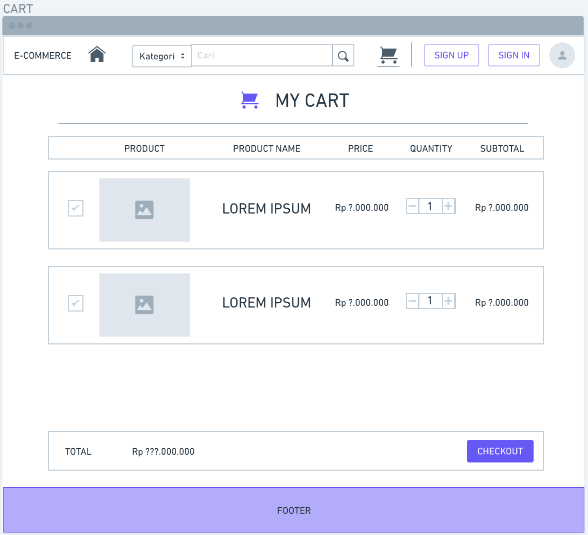 CART
E-COMMERCE Kategori Cari SIGN UP SIGN IN
MY CART
PRODUCT PRODUCT NAME PRICE QUANTITY SUBTOTAL
LOREM IPSUM Rp ?.000.000 − 1 + Rp ?.000.000
LOREM IPSUM Rp ?.000.000 − 1 + Rp ?.000.000
TOTAL Rp ???.000.000 CHECKOUT
FOOTER